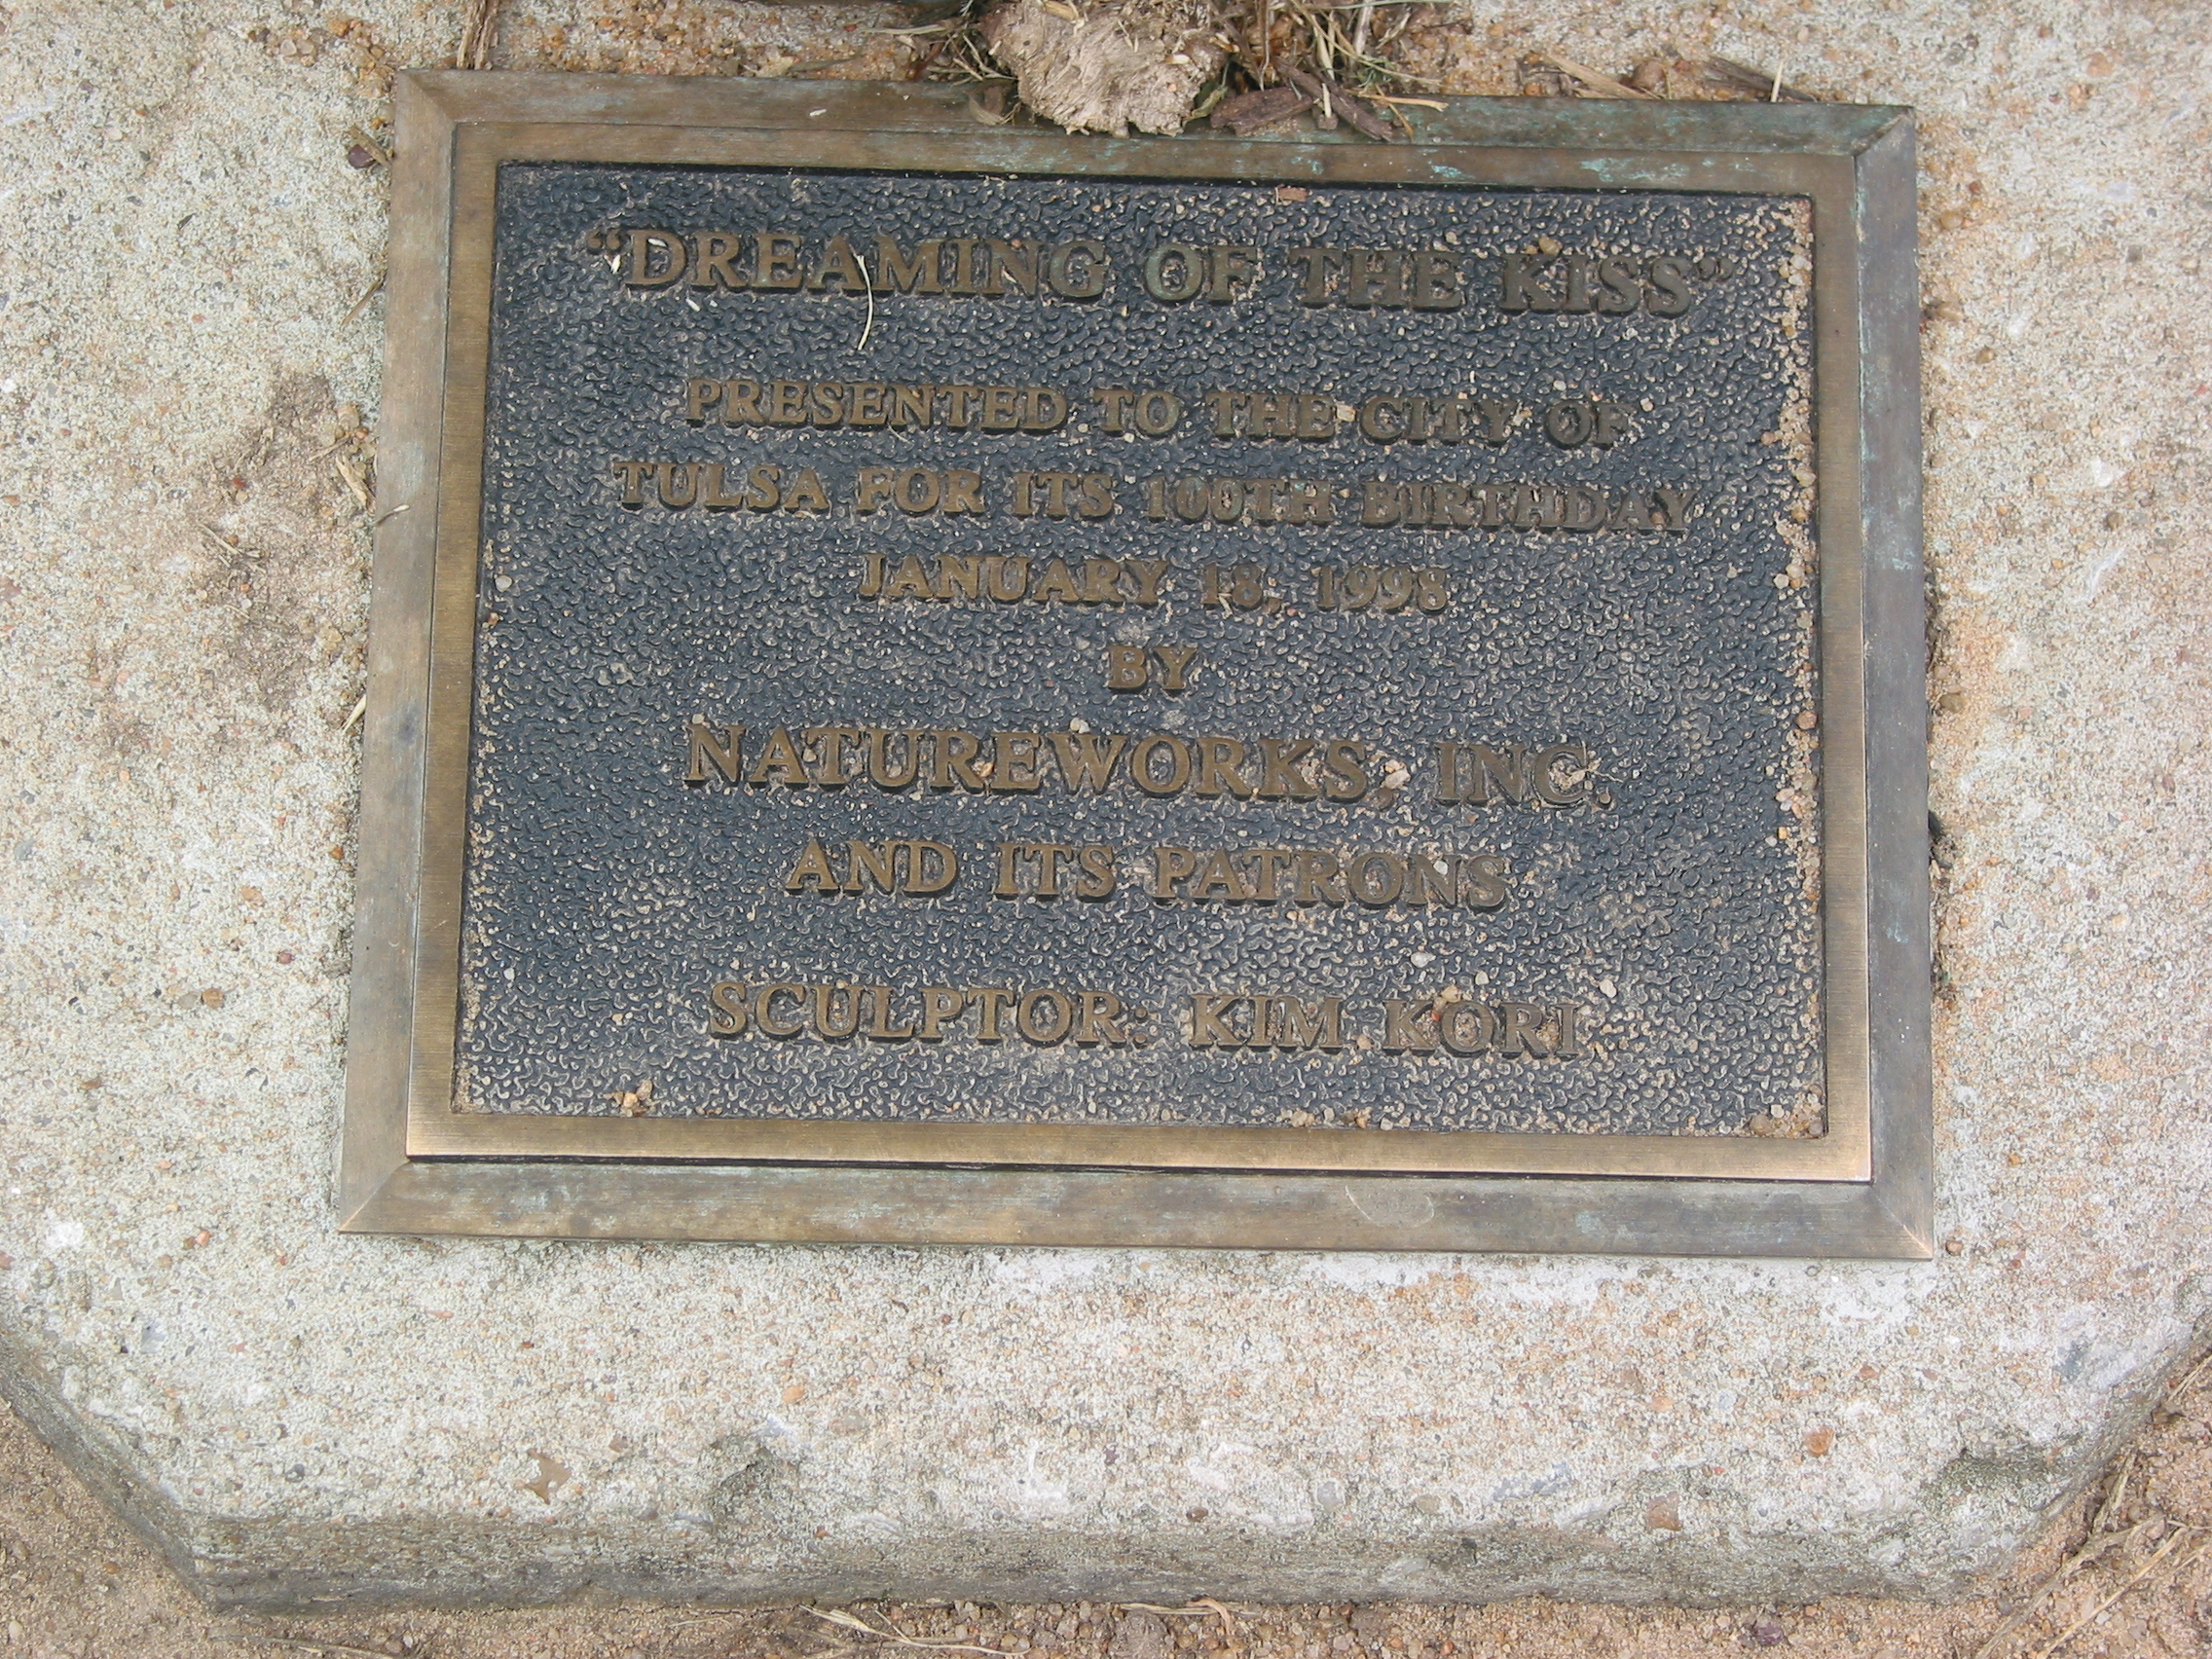 “DREAMING OF THE KISS”
PRESENTED TO THE CITY OF
TULSA FOR ITS 100TH BIRTHDAY
JANUARY 18, 1998
BY
NATUREWORKS, INC.
AND ITS PATRONS
SCULPTOR: KIM KORI